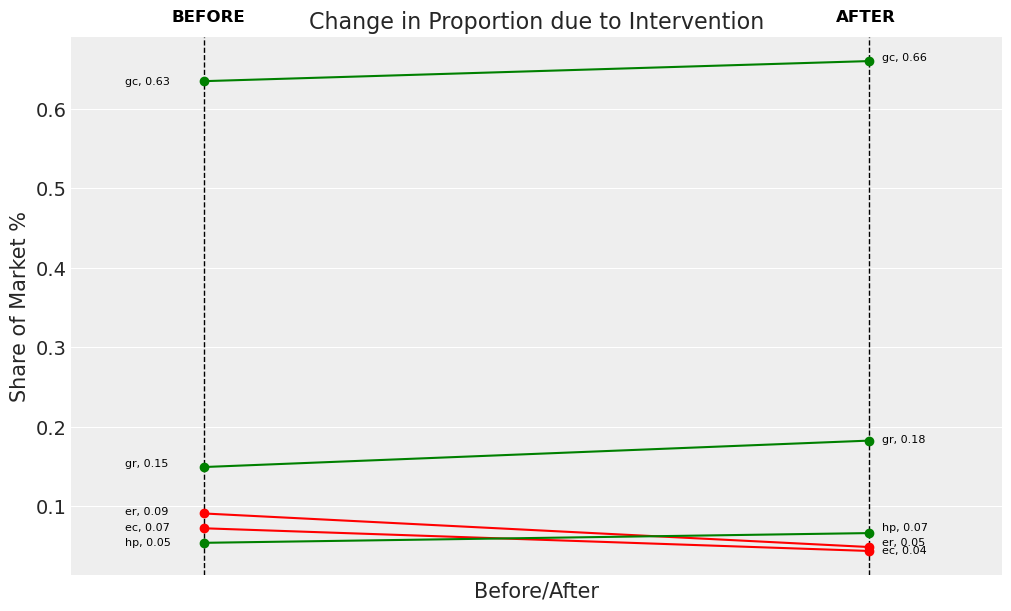 BEFORE
Change in Proportion due to Intervention
AFTER
gc, 0.63
gc, 0.66
0.6
0.5
0.4
0.3
0.2
0.1
Share of Market %
gr, 0.15
gr, 0.18
er, 0.09
ec, 0.07
hp, 0.05
hp, 0.07
er, 0.05
ec, 0.04
Before/After